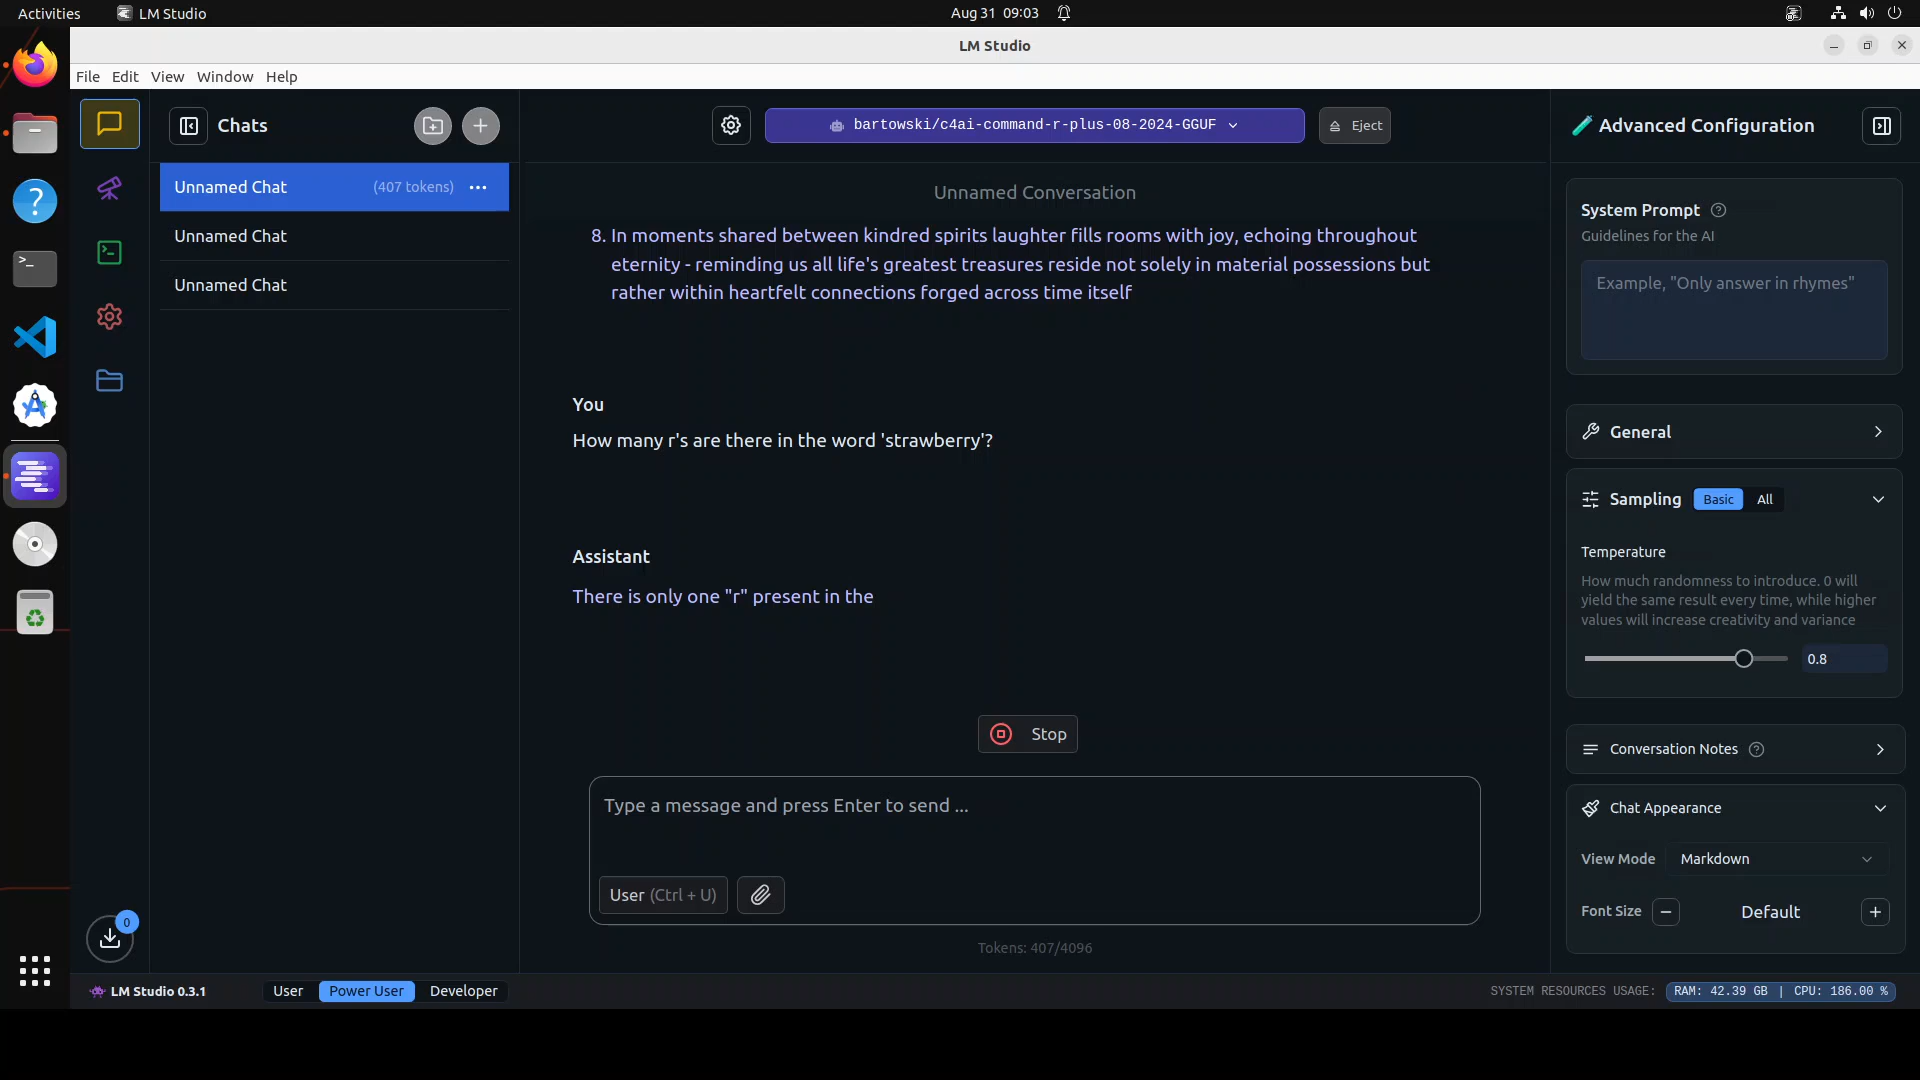 Activities LM Studio Aug 31 09:03
LM Studio
File Edit View Window Help
Chats
bartowski/c4ai-command-r-plus-08-2024-GGUF
Eject
Advanced Configuration
Unnamed Chat (407 tokens) ...
Unnamed Chat
Unnamed Chat
Unnamed Conversation
8. In moments shared between kindred spirits laughter fills rooms with joy, echoing throughout
eternity - reminding us all life's greatest treasures reside not solely in material possessions but
rather within heartfelt connections forged across time itself
You
How many r's are there in the word 'strawberry'?
Assistant
There is only one "r" present in the
Stop
Type a message and press Enter to send ...
User (Ctrl + U)
Tokens: 407/4096
System Prompt ?
Guidelines for the AI
Example, "Only answer in rhymes"
General
Sampling Basic All
Temperature
How much randomness to introduce. 0 will
yield the same result every time, while higher
values will increase creativity and variance
0.8
Conversation Notes ?
Chat Appearance
View Mode Markdown
Font Size − Default +
0
LM Studio 0.3.1 User Power User Developer
SYSTEM RESOURCES USAGE: RAM: 42.39 GB | CPU: 186.00 %